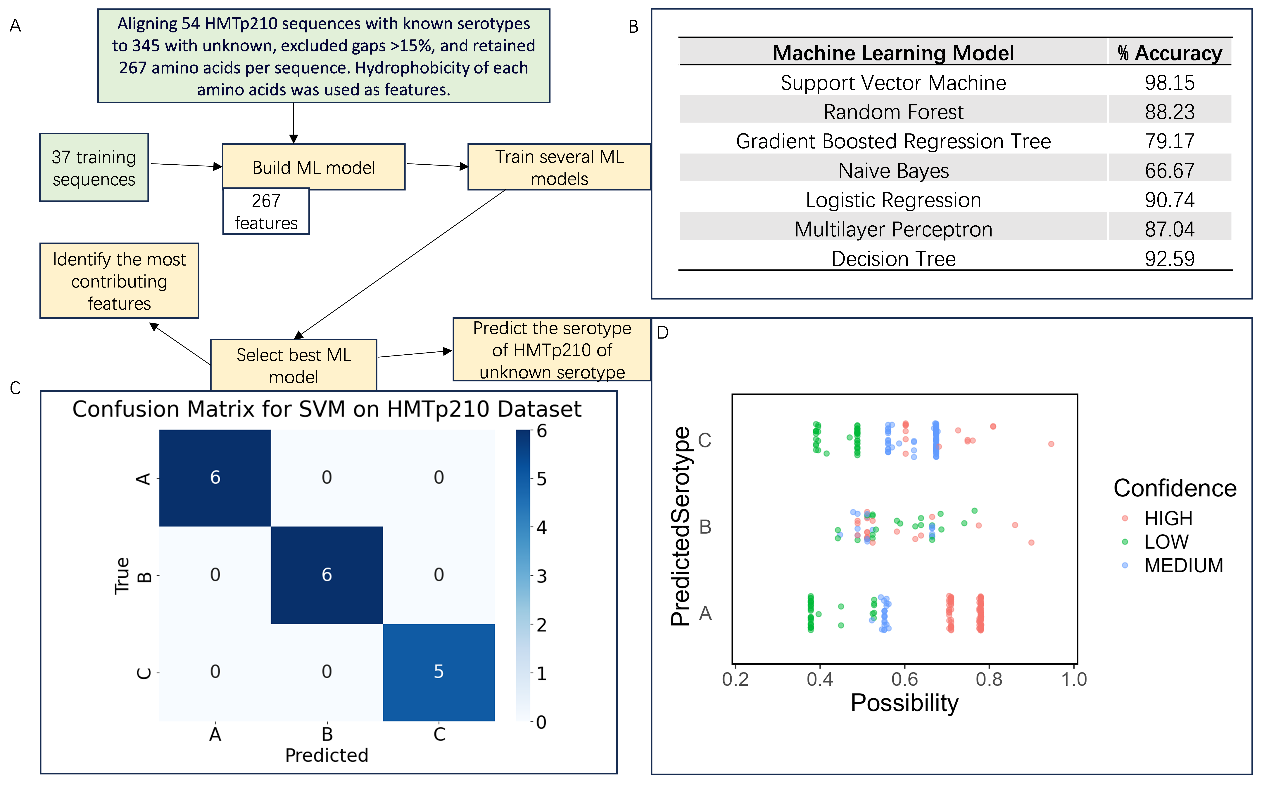 A
Aligning 54 HMTp210 sequences with known serotypes
to 345 with unknown, excluded gaps >15%, and retained
267 amino acids per sequence. Hydrophobicity of each
amino acids was used as features.
37 training
sequences
Build ML model
267
features
Train several ML
models
Identify the most
contributing
features
Select best ML
model
Predict the serotype
of HMTp210 of
unknown serotype
B
Machine Learning Model % Accuracy
Support Vector Machine 98.15
Random Forest 88.23
Gradient Boosted Regression Tree 79.17
Naive Bayes 66.67
Logistic Regression 90.74
Multilayer Perceptron 87.04
Decision Tree 92.59
C
Confusion Matrix for SVM on HMTp210 Dataset
True
A 6 0 0
B 0 6 0
C 0 0 5
A B C
Predicted
6
5
4
3
2
1
0
D
PredictedSerotype
C
B
A
0.2 0.4 0.6 0.8 1.0
Possibility
Confidence
HIGH
LOW
MEDIUM